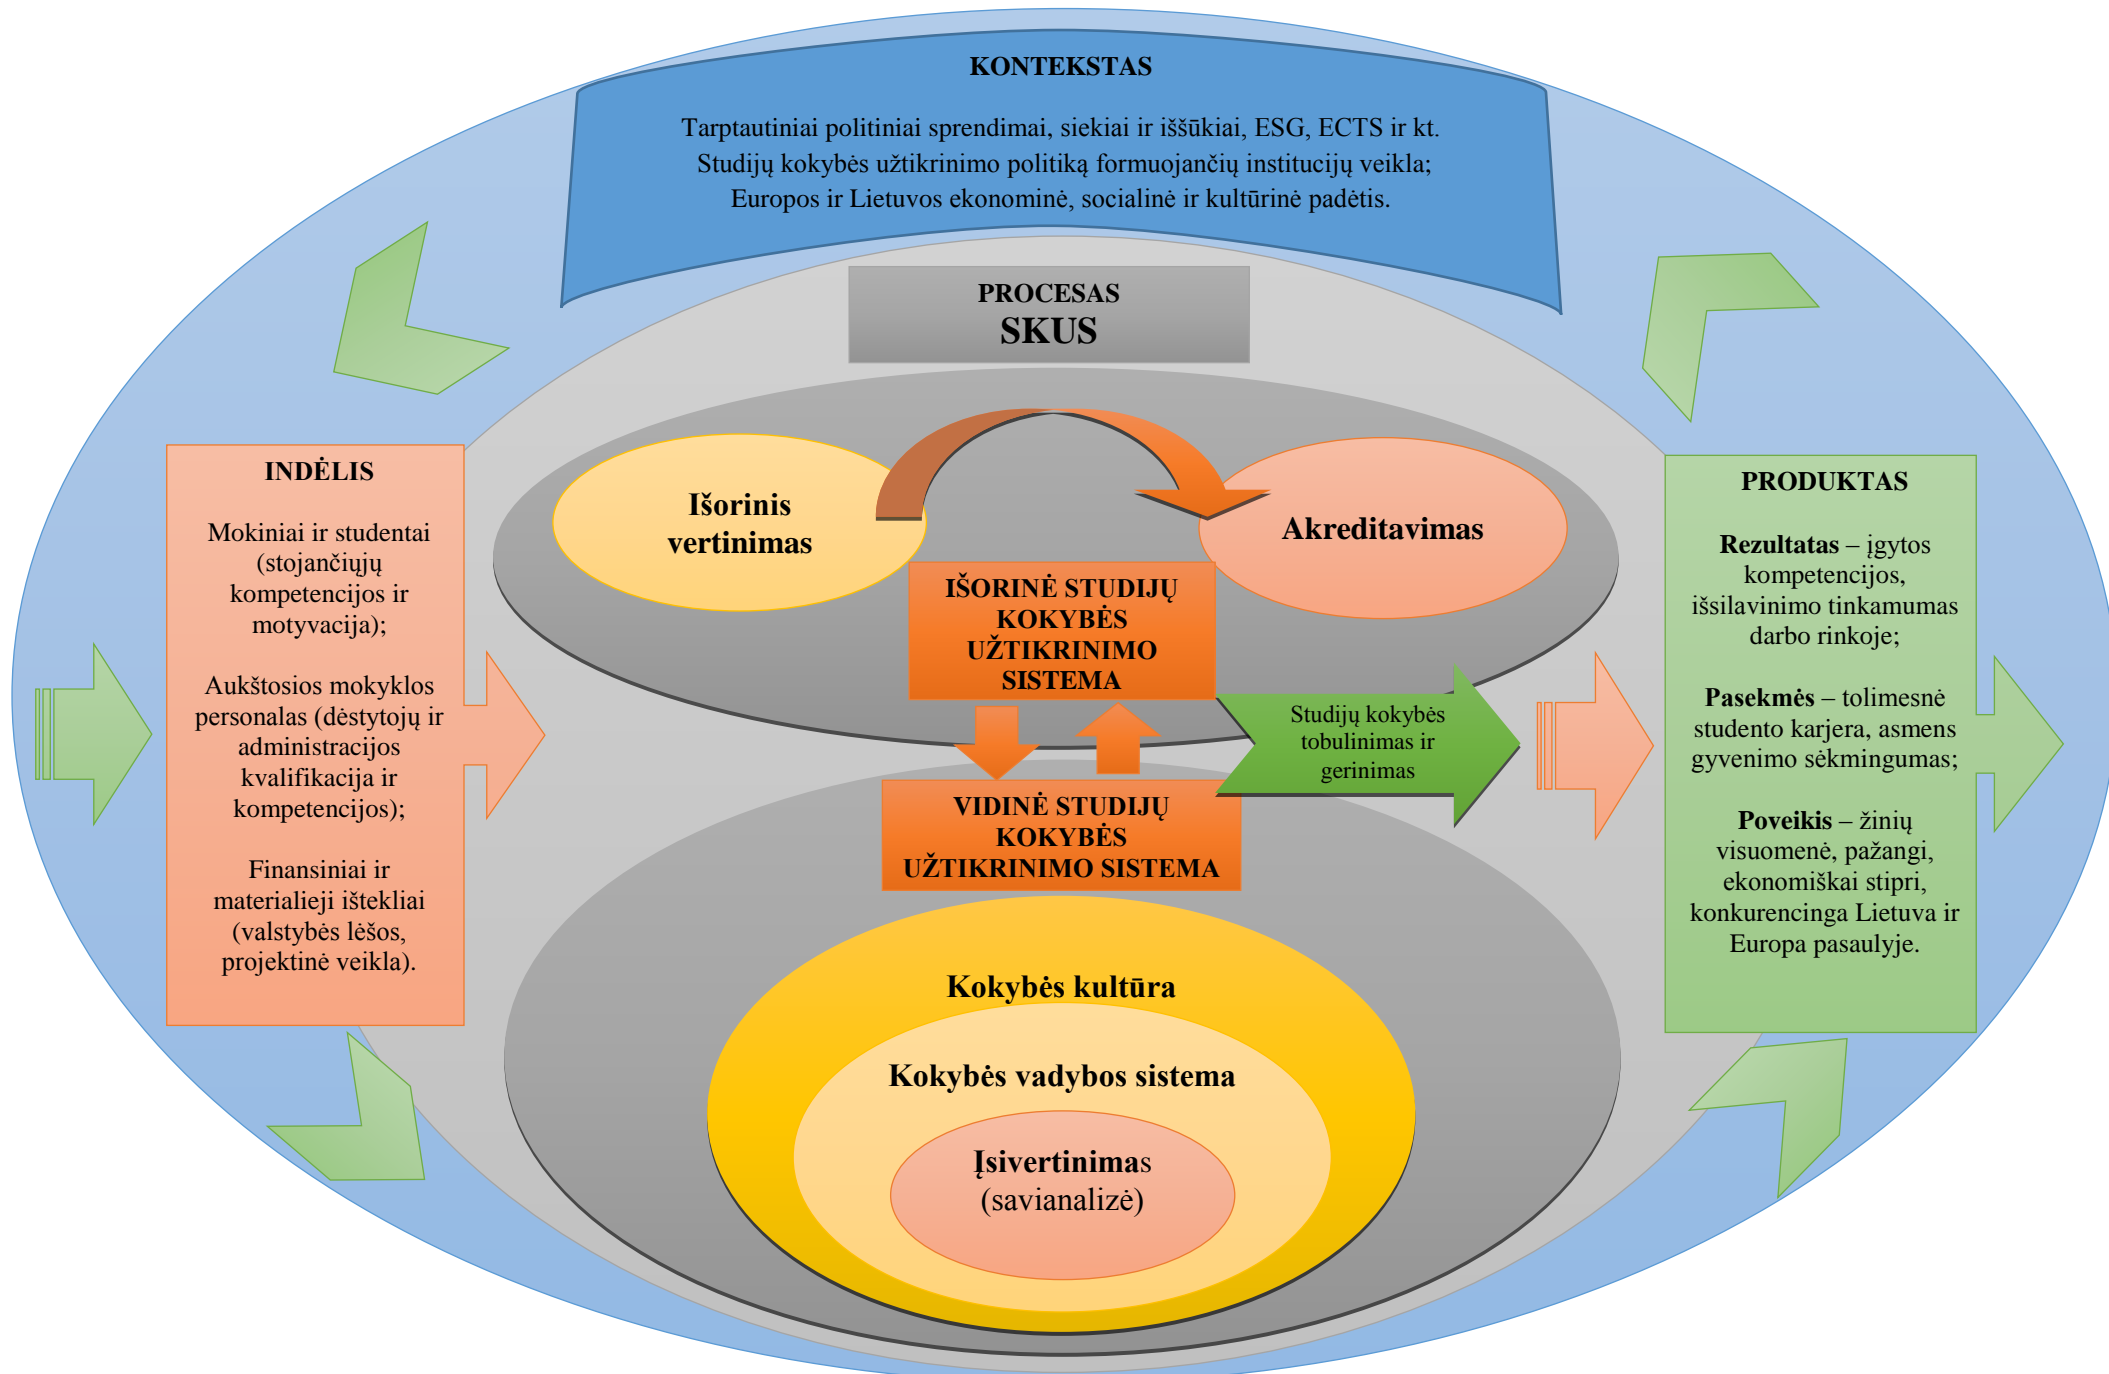 KONTEKSTAS
Tarptautiniai politiniai sprendimai, siekiai ir iššūkiai, ESG, ECTS ir kt.
Studijų kokybės užtikrinimo politiką formuojančių institucijų veikla;
Europos ir Lietuvos ekonominė, socialinė ir kultūrinė padėtis.
PROCESAS
SKUS
INDĖLIS
Mokiniai ir studentai
(stojančiųjų
kompetencijos ir
motyvacija);
Aukštosios mokyklos
personalas (dėstytojų ir
administracijos
kvalifikacija ir
kompetencijos);
Finansiniai ir
materialieji ištekliai
(valstybės lėšos,
projektinė veikla).
Išorinis
vertinimas
Akreditavimas
IŠORINĖ STUDIJŲ
KOKYBĖS
UŽTIKRINIMO
SISTEMA
Studijų kokybės
tobulinimas ir
gerinimas
VIDINĖ STUDIJŲ
KOKYBĖS
UŽTIKRINIMO SISTEMA
Kokybės kultūra
Kokybės vadybos sistema
Įsivertinimas
(savianalizė)
PRODUKTAS
Rezultatas – įgytos
kompetencijos,
išsilavinimo tinkamumas
darbo rinkoje;
Pasekmės – tolimesnė
studento karjera, asmens
gyvenimo sėkmingumas;
Poveikis – žinių
visuomenė, pažangi,
ekonomiškai stipri,
konkurencinga Lietuva ir
Europa pasaulyje.